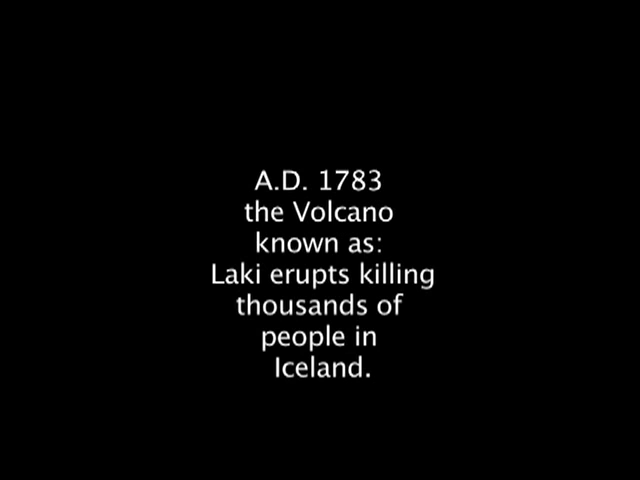 A.D. 1783
the Volcano
known as:
Laki erupts killing
thousands of
people in
Iceland.